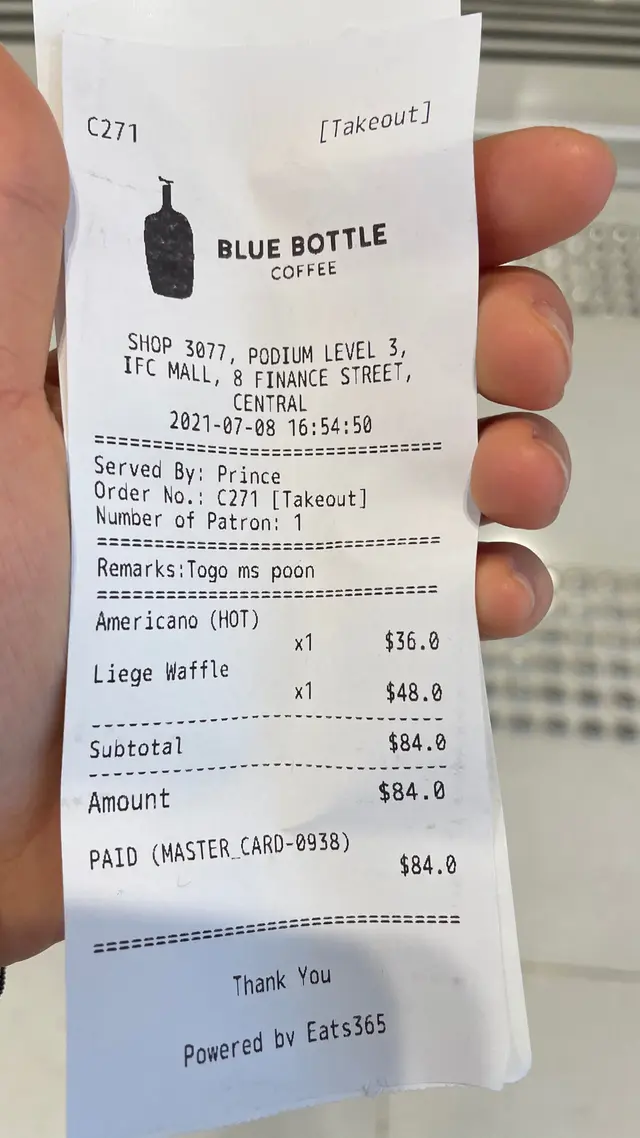 C271 [Takeout]
BLUE BOTTLE
COFFEE
SHOP 3077, PODIUM LEVEL 3,
IFC MALL, 8 FINANCE STREET,
CENTRAL
2021-07-08 16:54:50
==================================
Served By: Prince
Order No.: C271 [Takeout]
Number of Patron: 1
==================================
Remarks:Togo ms poon
==================================
Americano (HOT)
x1 $36.0
Liege Waffle
x1 $48.0
----------------------------------
Subtotal $84.0
----------------------------------
Amount $84.0
PAID (MASTER_CARD-0938)
$84.0
==================================
Thank You
Powered by Eats365